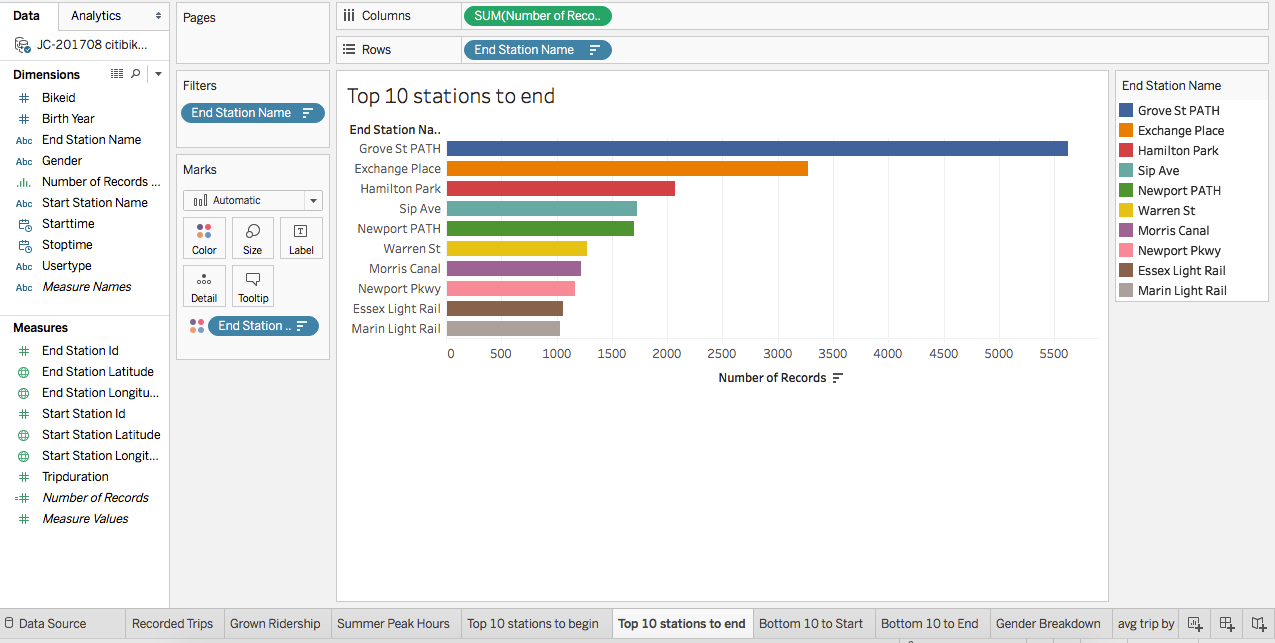 Data
Analytics
JC-201708 citibik...
Dimensions
Bikeid
Birth Year
Abc End Station Name
Abc Gender
Number of Records ...
Abc Start Station Name
Starttime
Stoptime
Abc Usertype
Abc Measure Names
Measures
End Station Id
End Station Latitude
End Station Longitu...
Start Station Id
Start Station Latitude
Start Station Longit...
Tripduration
Number of Records
Measure Values
Pages
Filters
End Station Name
Marks
Automatic
Color
Size
Label
Detail
Tooltip
End Station ..
Columns
SUM(Number of Reco..
Rows
End Station Name
Top 10 stations to end
End Station Na..
Grove St PATH
Exchange Place
Hamilton Park
Sip Ave
Newport PATH
Warren St
Morris Canal
Newport Pkwy
Essex Light Rail
Marin Light Rail
0 500 1000 1500 2000 2500 3000 3500 4000 4500 5000 5500
Number of Records
End Station Name
Grove St PATH
Exchange Place
Hamilton Park
Sip Ave
Newport PATH
Warren St
Morris Canal
Newport Pkwy
Essex Light Rail
Marin Light Rail
Data Source
Recorded Trips
Grown Ridership
Summer Peak Hours
Top 10 stations to begin
Top 10 stations to end
Bottom 10 to Start
Bottom 10 to End
Gender Breakdown
avg trip by